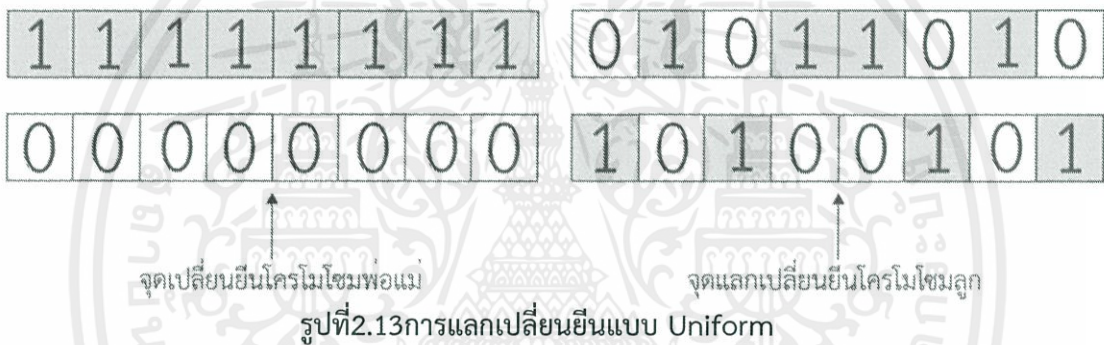 1 1 1 1 1 1 1 1 0 1 0 1 1 0 1 0
0 0 0 0 0 0 0 0 1 0 1 0 0 1 0 1
จุดเปลี่ยนยีนโครโมโซมพ่อแม่ จุดแลกเปลี่ยนยีนโครโมโซมลูก
รูปที่2.13การแลกเปลี่ยนยีนแบบ Uniform